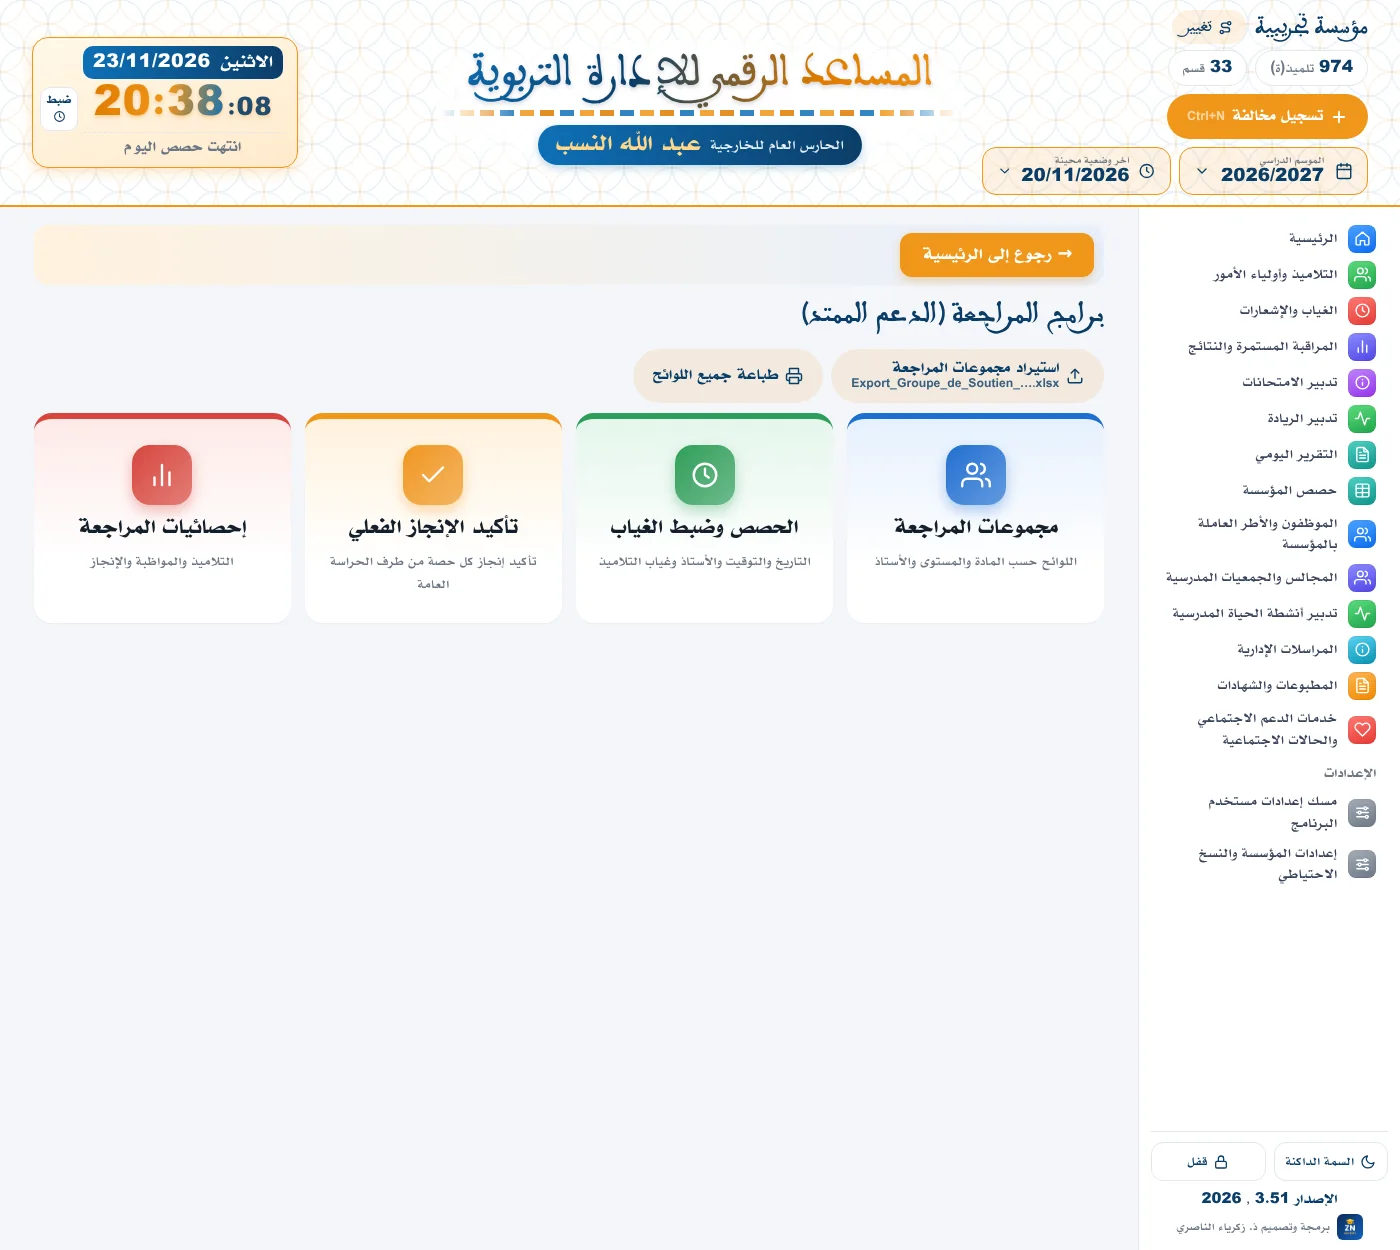 مؤسسة تجريبية
تغيير
974 تلميذ(ة)
33 قسم
تسجيل مخالفة Ctrl+N
الموسم الدراسي
2026/2027
اخر وضعية محينة
20/11/2026
المساعد الرقمي للإدارة التربوية
الحارس العام للخارجية عبد الله النسب
الاثنين 23/11/2026
20:38:08
ضبط
انتهت حصص اليوم
الرئيسية
التلاميذ وأولياء الأمور
الغياب والإشعارات
المراقبة المستمرة والنتائج
تدبير الامتحانات
تدبير الريادة
التقرير اليومي
حصص المؤسسة
الموظفون والأطر العاملة
بالمؤسسة
المجالس والجمعيات المدرسية
تدبير أنشطة الحياة المدرسية
المراسلات الإدارية
المطبوعات والشهادات
خدمات الدعم الاجتماعي
والحالات الاجتماعية
الإعدادات
مسك إعدادات مستخدم
البرنامج
إعدادات المؤسسة والنسخ
الاحتياطي
السمة الداكنة
قفل
الإصدار 3.51 , 2026
برمجة وتصميم ذ. زكرياء الناصري
ZN
→ رجوع إلى الرئيسية
برامج المراجعة (الدعم الممتد)
استيراد مجموعات المراجعة
Export_Groupe_de_Soutien_....xlsx
طباعة جميع اللوائح
مجموعات المراجعة
اللوائح حسب المادة والمستوى والأستاذ
الحصص وضبط الغياب
التاريخ والتوقيت والأستاذ وغياب التلاميذ
تأكيد الإنجاز الفعلي
تأكيد إنجاز كل حصة من طرف الحراسة
العامة
إحصائيات المراجعة
التلاميذ والمواظبة والإنجاز